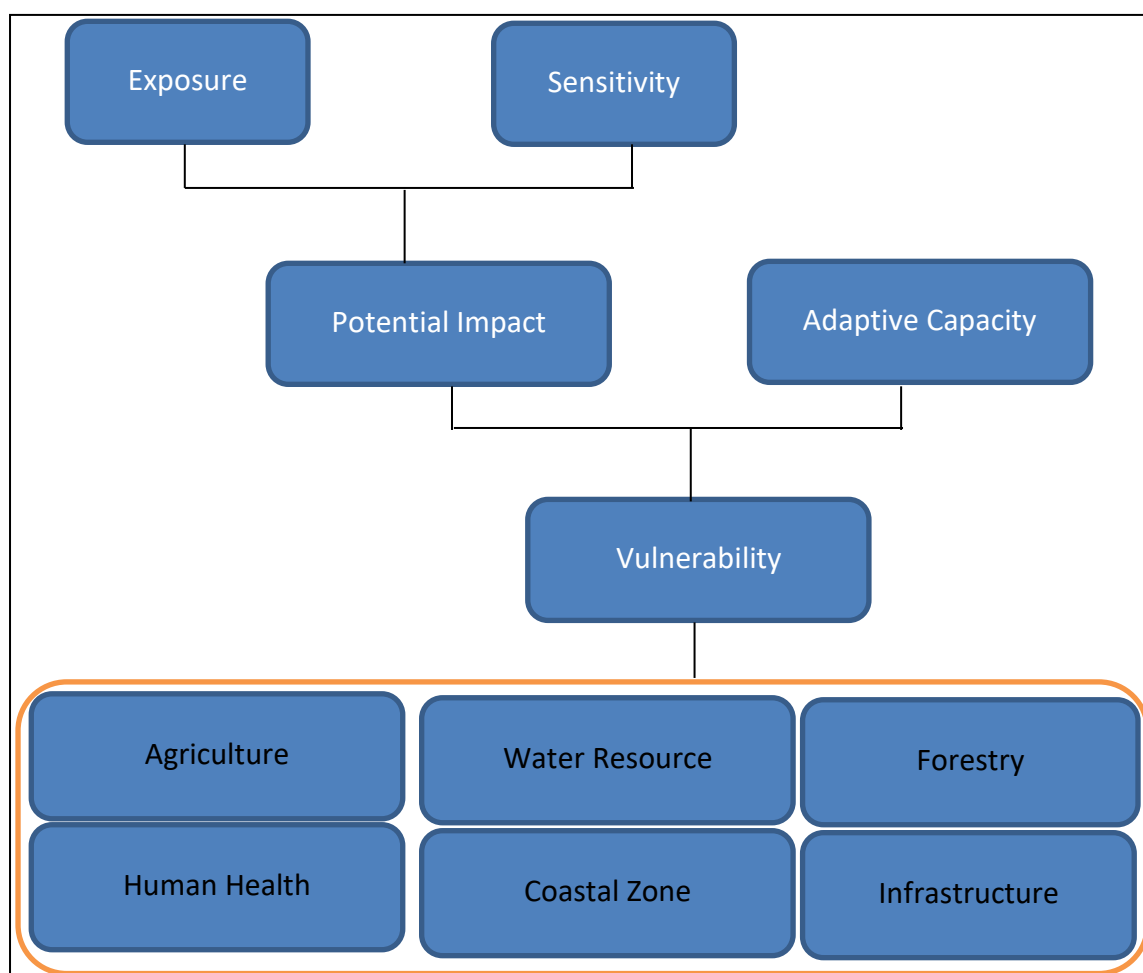 Exposure
Sensitivity
Potential Impact
Adaptive Capacity
Vulnerability
Agriculture
Water Resource
Forestry
Human Health
Coastal Zone
Infrastructure